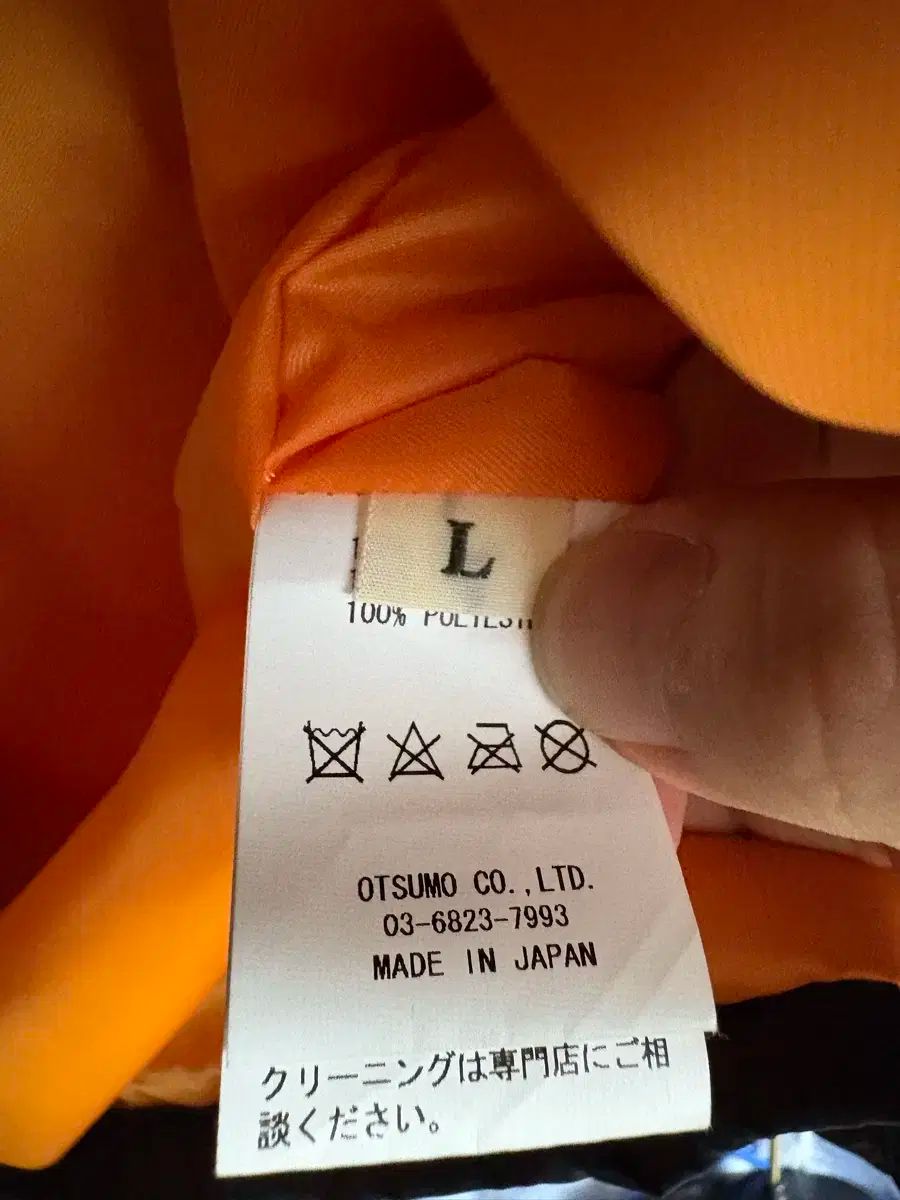 L
100% POLYEST
OTSUMO CO.,LTD.
03-6823-7993
MADE IN JAPAN
クリーニングは専門店にご相
談ください。